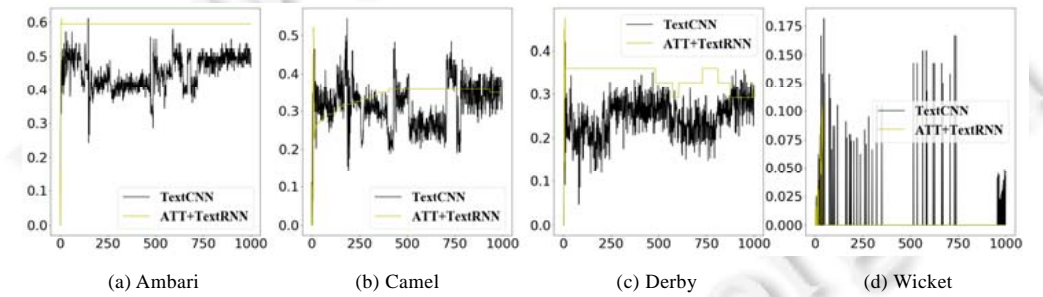 0.6
0.5
0.4
0.3
0.2
0.1
0.0
0 250 500 750 1000
TextCNN
ATT+TextRNN
(a) Ambari
0.5
0.4
0.3
0.2
0.1
0.0
0 250 500 750 1000
TextCNN
ATT+TextRNN
(b) Camel
0.4
0.3
0.2
0.1
0.0
0 250 500 750 1000
TextCNN
ATT+TextRNN
(c) Derby
0.175
0.150
0.125
0.100
0.075
0.050
0.025
0.000
0 250 500 750 1000
TextCNN
ATT+TextRNN
(d) Wicket